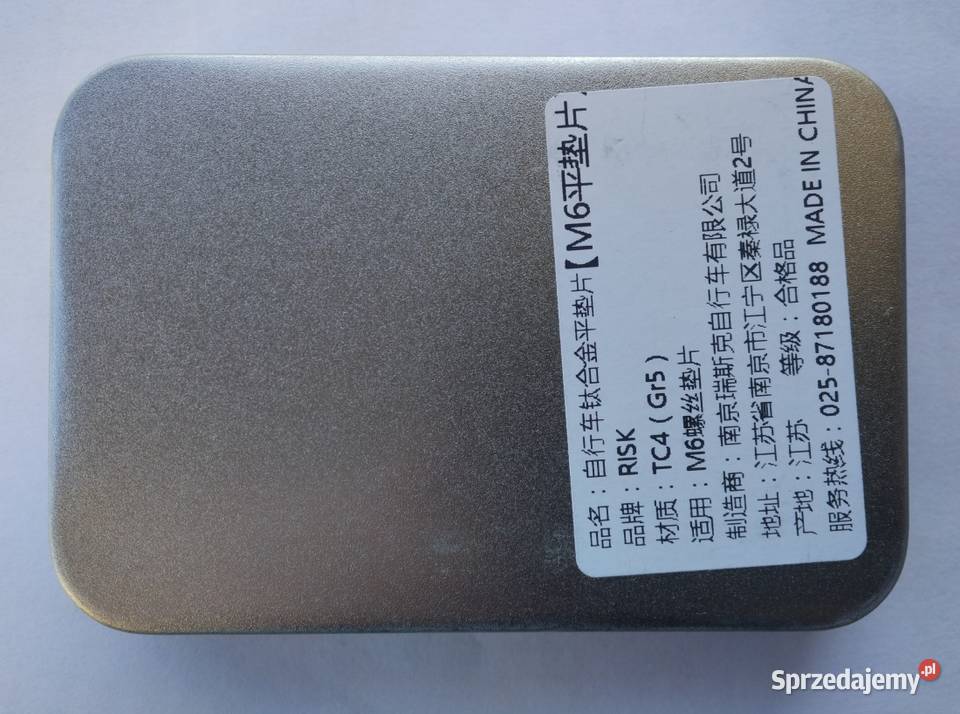 品名：自行车钛合金平垫片【M6平垫片
品牌：RISK
材质：TC4（Gr5）
适用：M6螺丝垫片
制造商：南京瑞斯克自行车有限公司
地址：江苏省南京市江宁区秦禄大道2号
产地：江苏 等级：合格品
服务热线：025-87180188 MADE IN CHINA
Sprzedajemy.pl